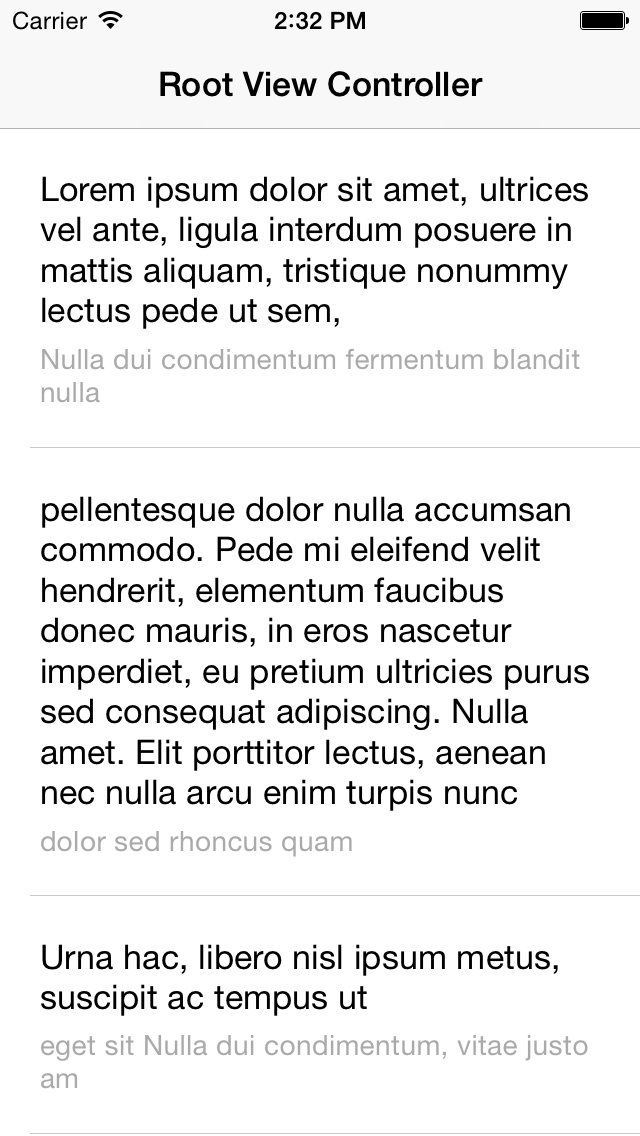 Carrier 2:32 PM
Root View Controller
Lorem ipsum dolor sit amet, ultrices
vel ante, ligula interdum posuere in
mattis aliquam, tristique nonummy
lectus pede ut sem,
Nulla dui condimentum fermentum blandit
nulla
pellentesque dolor nulla accumsan
commodo. Pede mi eleifend velit
hendrerit, elementum faucibus
donec mauris, in eros nascetur
imperdiet, eu pretium ultricies purus
sed consequat adipiscing. Nulla
amet. Elit porttitor lectus, aenean
nec nulla arcu enim turpis nunc
dolor sed rhoncus quam
Urna hac, libero nisl ipsum metus,
suscipit ac tempus ut
eget sit Nulla dui condimentum, vitae justo
am